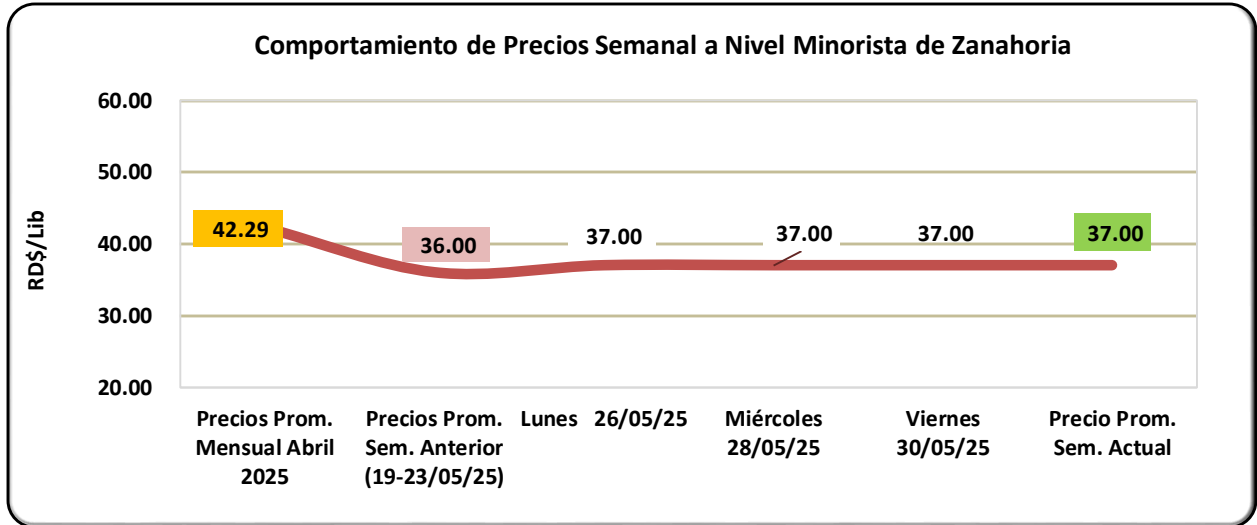 Comportamiento de Precios Semanal a Nivel Minorista de Zanahoria
60.00
50.00
40.00
30.00
20.00
RD$/Lib
42.29
36.00
37.00
37.00
37.00
37.00
Precios Prom.
Mensual Abril
2025
Precios Prom.
Sem. Anterior
(19-23/05/25)
Lunes 26/05/25
Miércoles
28/05/25
Viernes
30/05/25
Precio Prom.
Sem. Actual